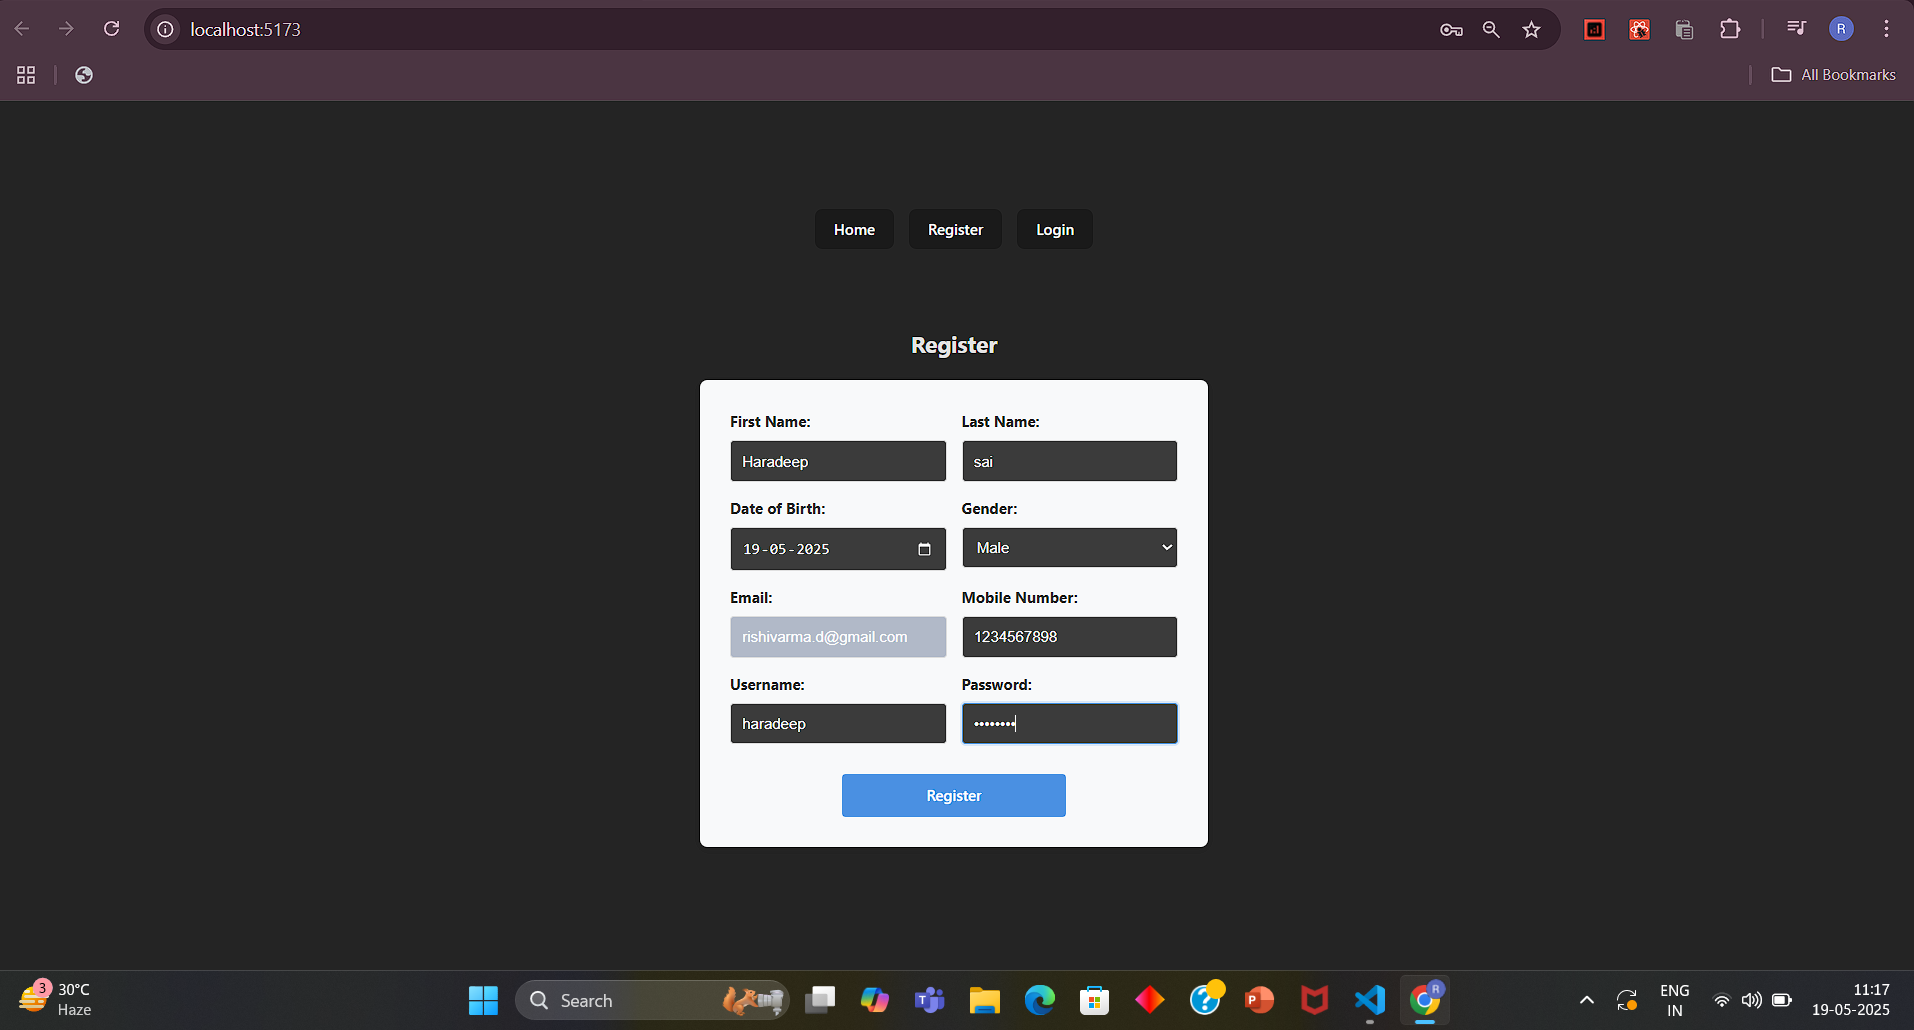 localhost:5173
R
All Bookmarks
Home Register Login
Register
First Name: Last Name:
Haradeep sai
Date of Birth: Gender:
19-05-2025 Male
Email: Mobile Number:
rishivarma.d@gmail.com 1234567898
Username: Password:
haradeep ••••••••
Register
3 30°C
Haze
Search
T
?
P
R
ENG
IN
11:17
19-05-2025